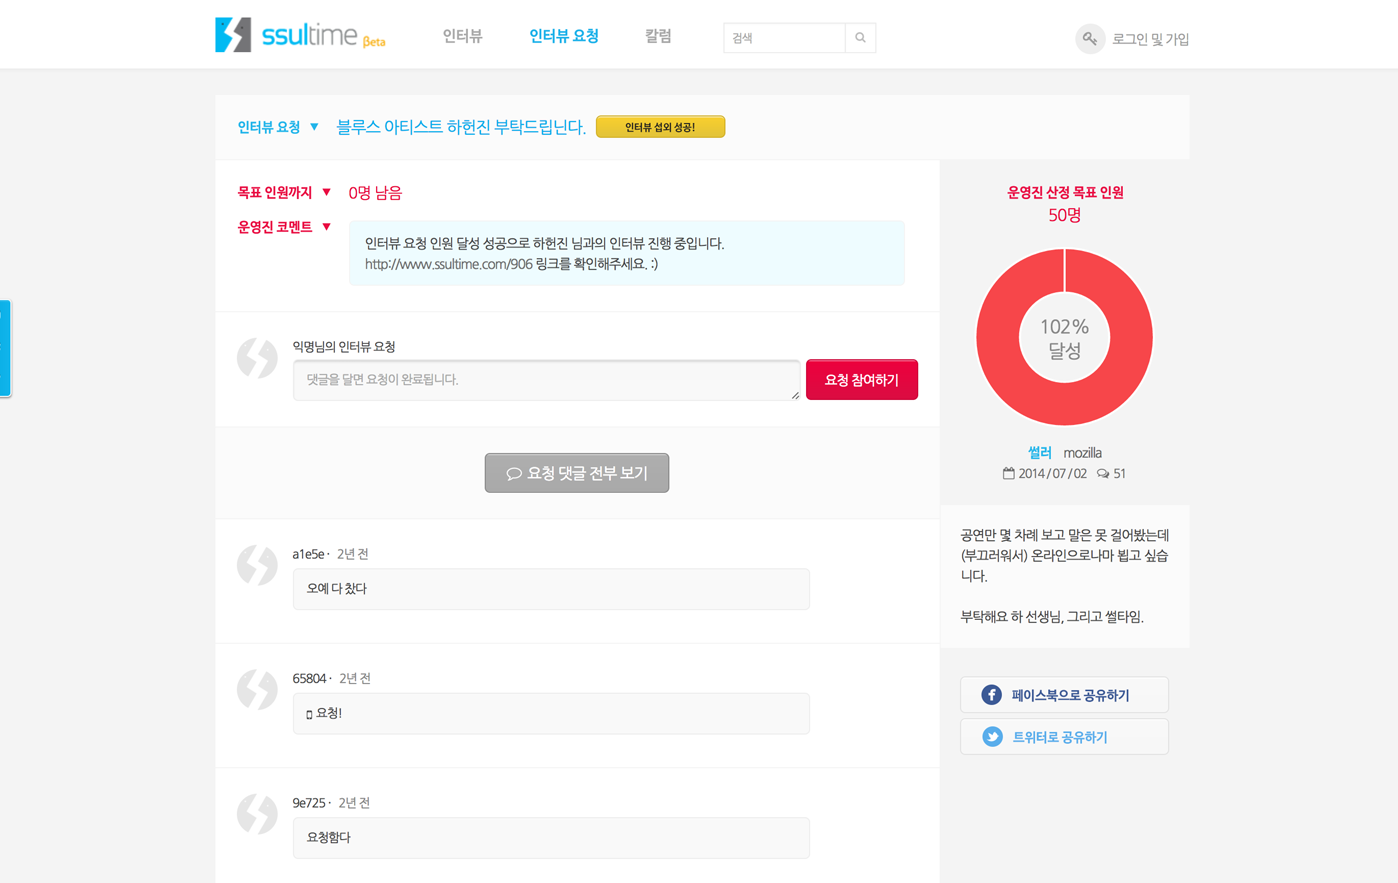 ssultime βeta
인터뷰
인터뷰 요청
칼럼
검색
로그인 및 가입
인터뷰 요청 ▼ 블루스 아티스트 하헌진 부탁드립니다.
인터뷰 섭외 성공!
목표 인원까지 ▼ 0명 남음
운영진 코멘트 ▼
인터뷰 요청 인원 달성 성공으로 하헌진 님과의 인터뷰 진행 중입니다.
http://www.ssultime.com/906 링크를 확인해주세요. :)
익명님의 인터뷰 요청
댓글을 달면 요청이 완료됩니다.
요청 참여하기
요청 댓글 전부 보기
a1e5e · 2년 전
오예 다 찼다
65804 · 2년 전
요청!
9e725 · 2년 전
요청함다
운영진 산정 목표 인원
50명
102%
달성
썰러 mozilla
2014/07/02 51
공연만 몇 차례 보고 말은 못 걸어봤는데
(부끄러워서) 온라인으로나마 뵙고 싶습
니다.
부탁해요 하 선생님, 그리고 썰타임.
페이스북으로 공유하기
트위터로 공유하기